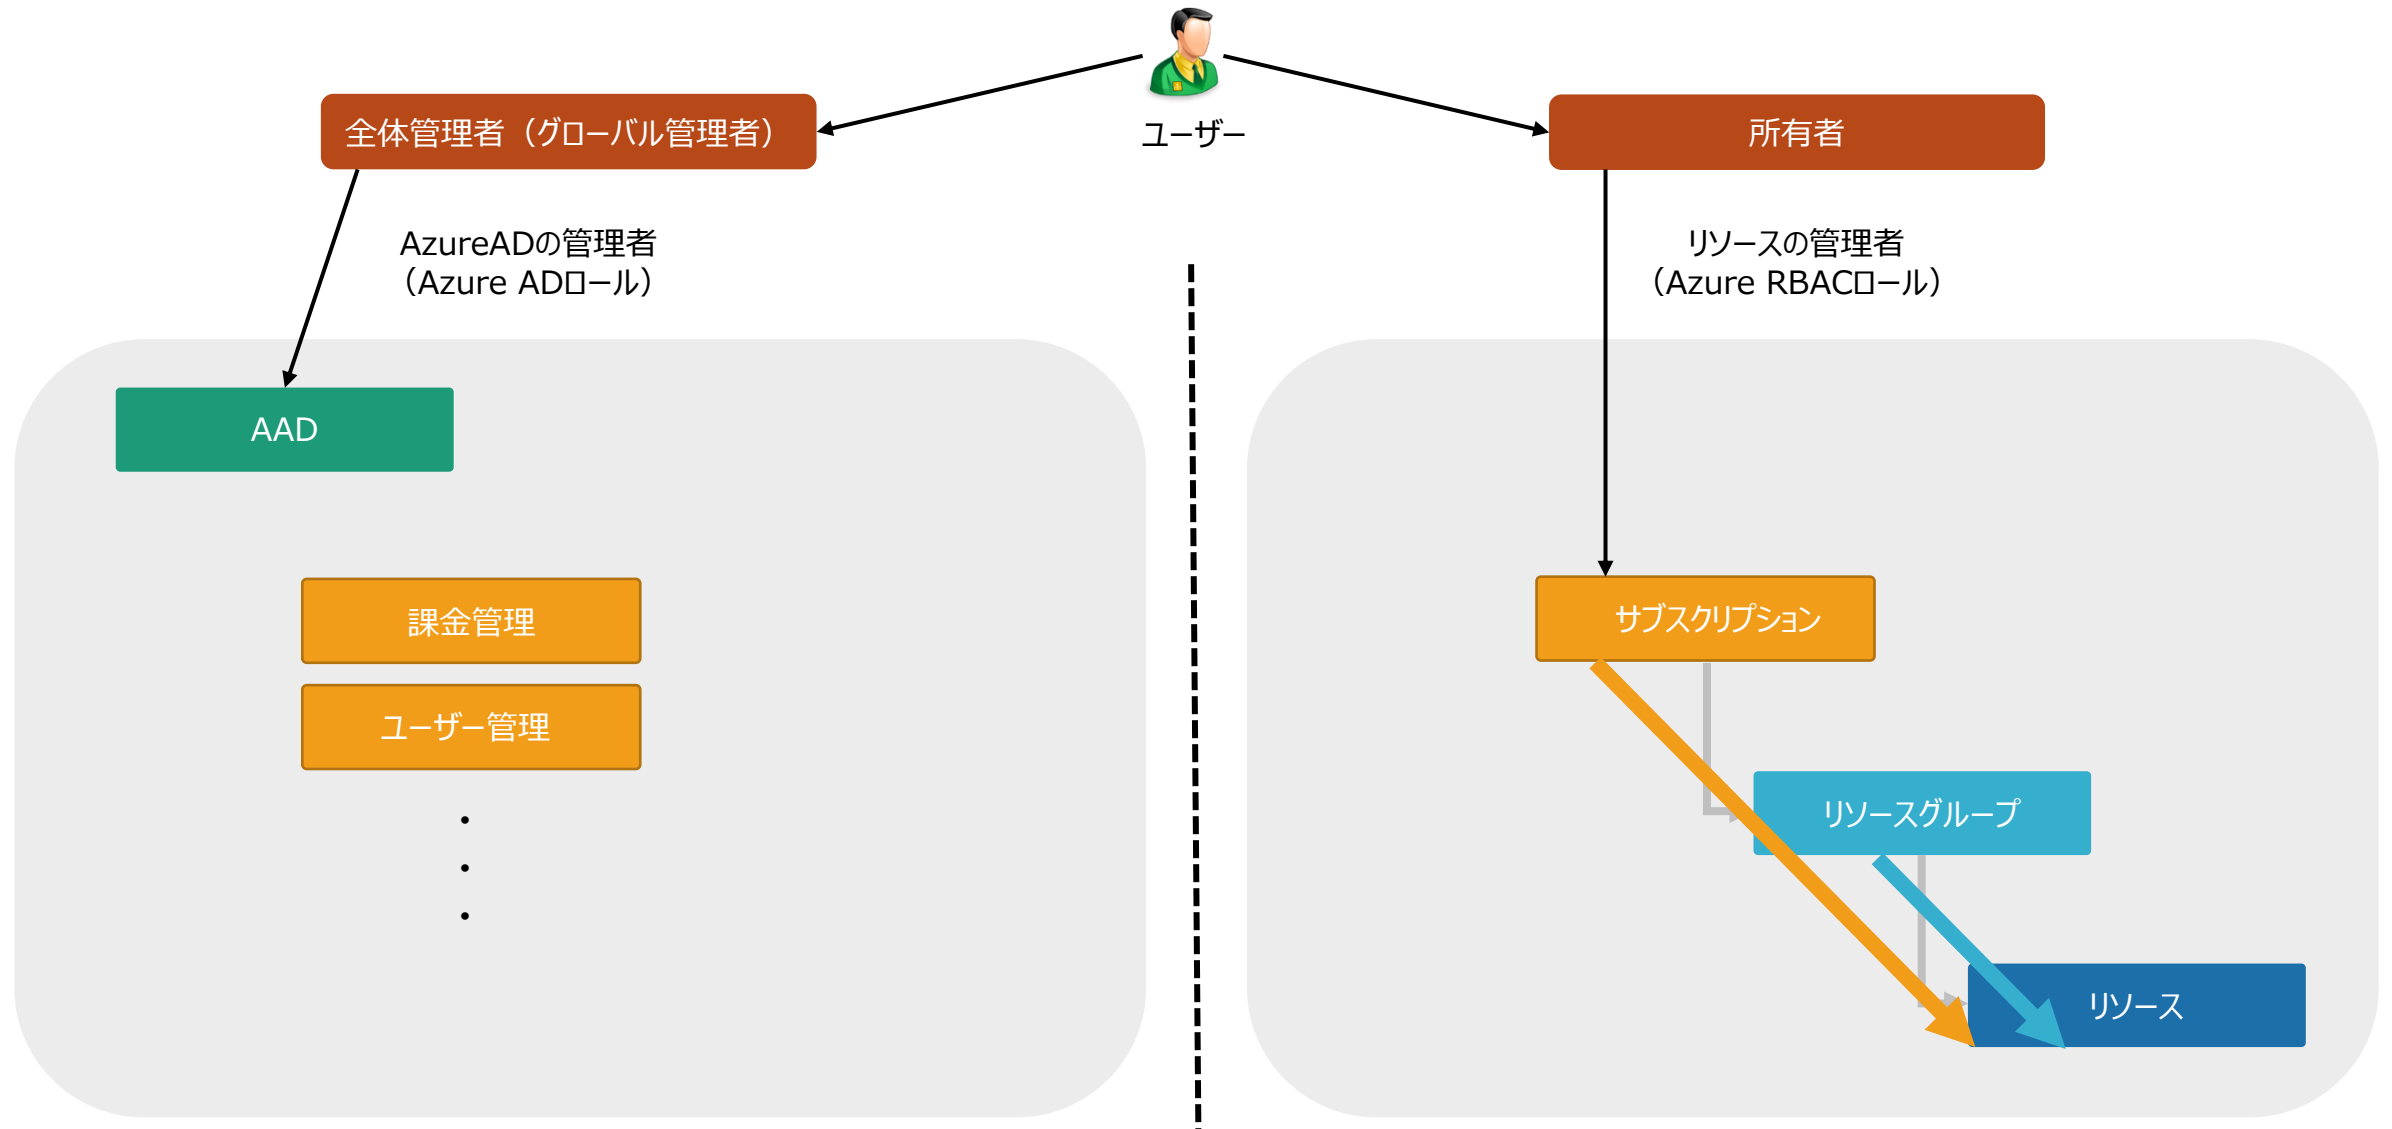 ユーザー
全体管理者（グローバル管理者）
所有者
AzureADの管理者
（Azure ADロール）
リソースの管理者
（Azure RBACロール）
AAD
課金管理
ユーザー管理
・
・
・
サブスクリプション
リソースグループ
リソース